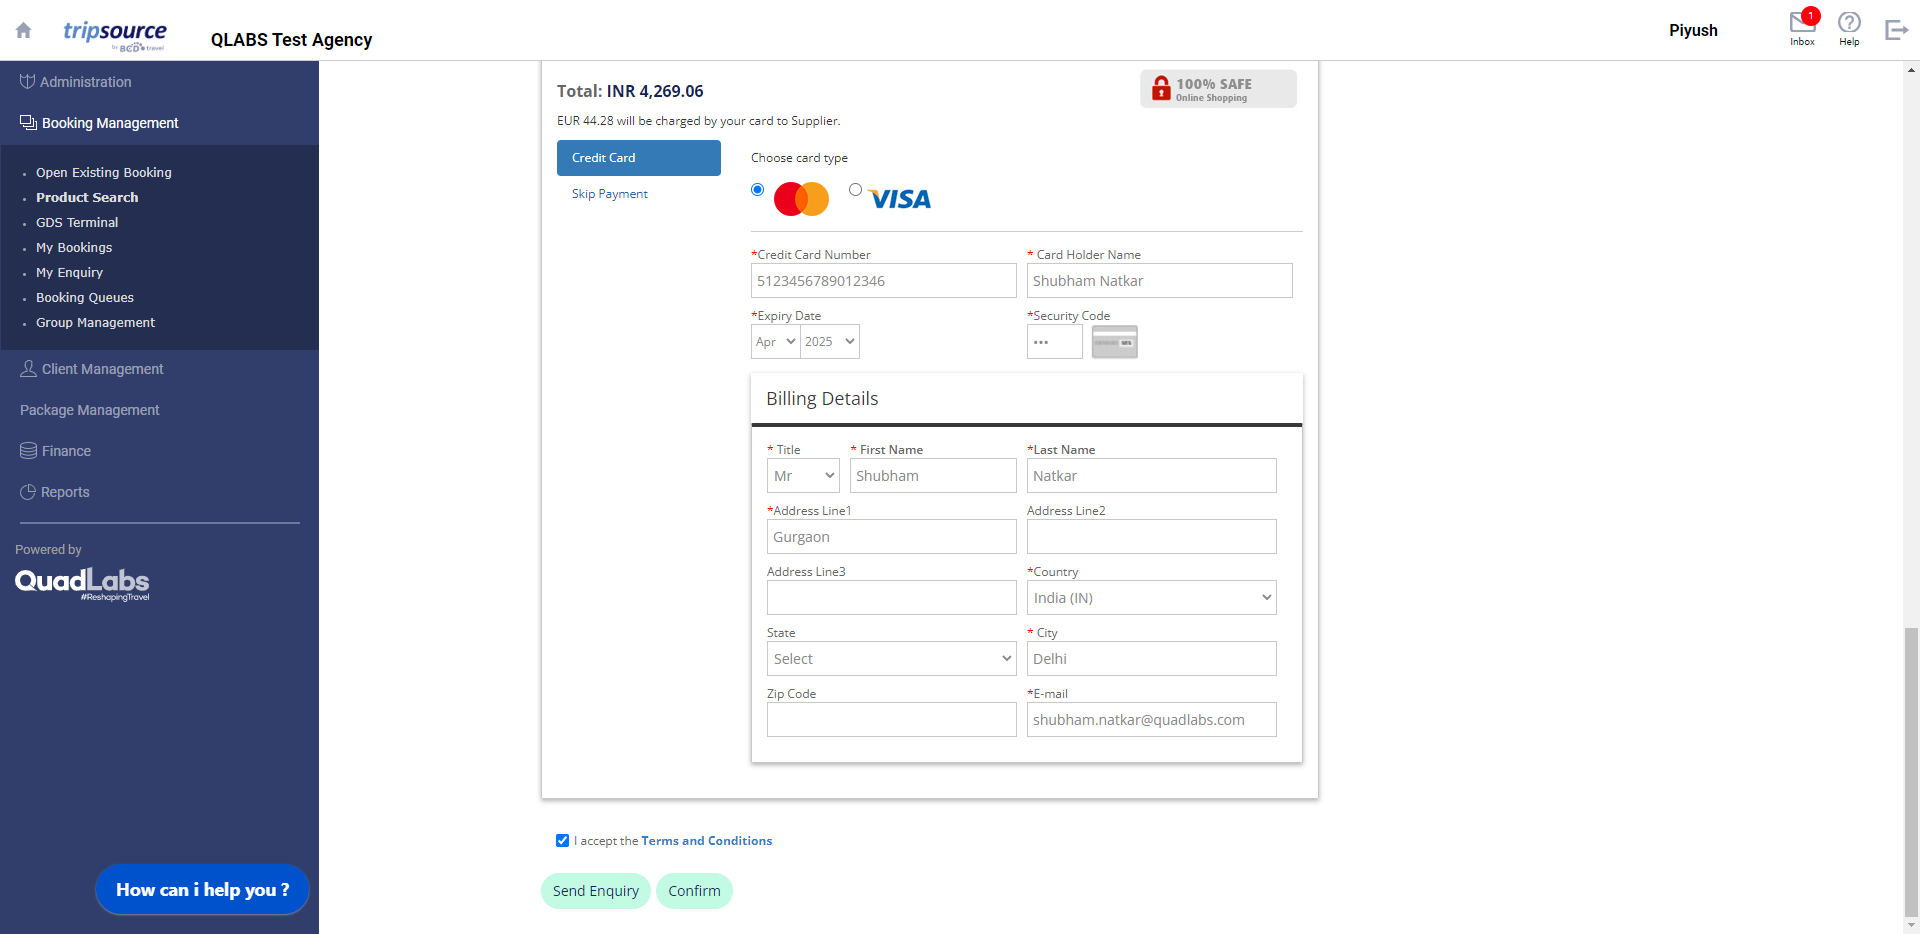 tripsource
by BCD travel
QLABS Test Agency
Piyush
1
Inbox
Help
Administration
Booking Management
Open Existing Booking
Product Search
GDS Terminal
My Bookings
My Enquiry
Booking Queues
Group Management
Client Management
Package Management
Finance
Reports
Powered by
QuadLabs
#ReshapingTravel
How can i help you ?
Total: INR 4,269.06
100% SAFE
Online Shopping
EUR 44.28 will be charged by your card to Supplier.
Credit Card
Skip Payment
Choose card type
VISA
*Credit Card Number
* Card Holder Name
5123456789012346
Shubham Natkar
*Expiry Date
*Security Code
Apr
2025
•••
Billing Details
* Title
* First Name
*Last Name
Mr
Shubham
Natkar
*Address Line1
Address Line2
Gurgaon
Address Line3
*Country
India (IN)
State
* City
Select
Delhi
Zip Code
*E-mail
shubham.natkar@quadlabs.com
I accept the Terms and Conditions
Send Enquiry
Confirm